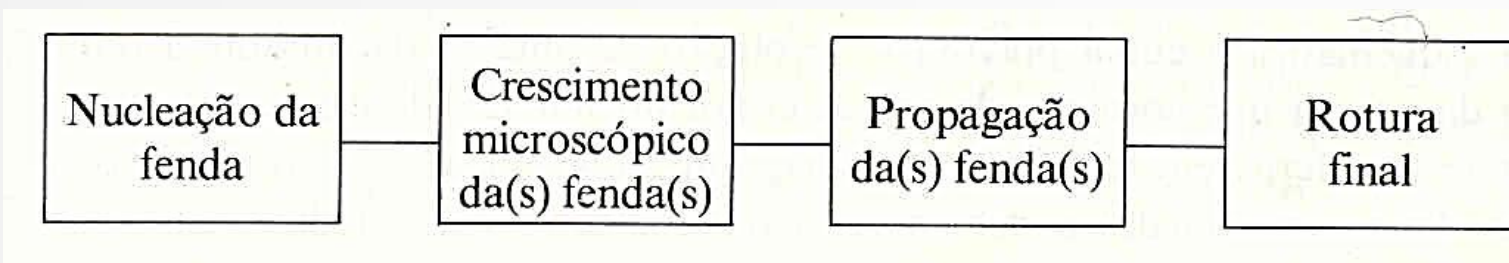 Nucleação da
fenda
Crescimento
microscópico
da(s) fenda(s)
Propagação
da(s) fenda(s)
Rotura
final